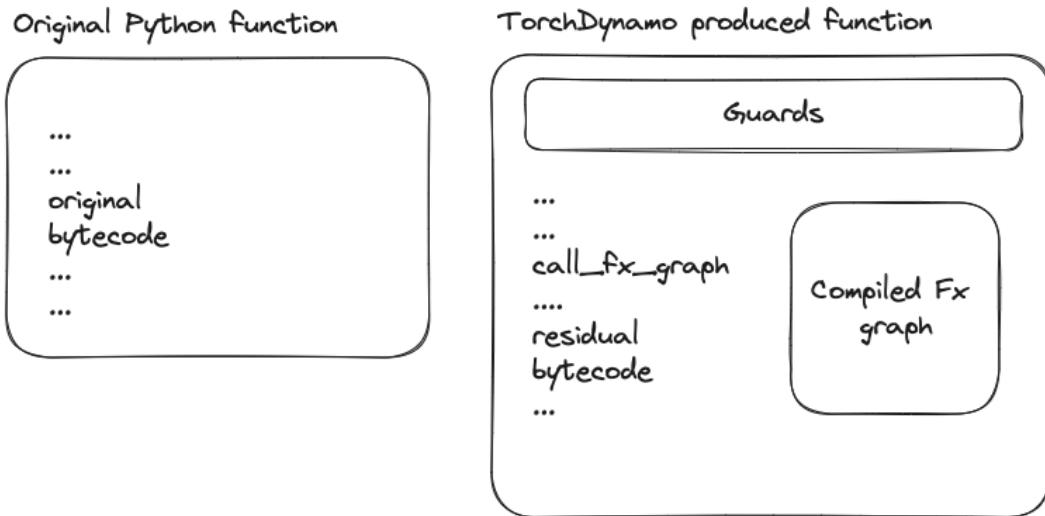 Original Python function
...
...
original
bytecode
...
...
TorchDynamo produced function
Guards
...
...
call_fx_graph
....
residual
bytecode
...
Compiled Fx
graph